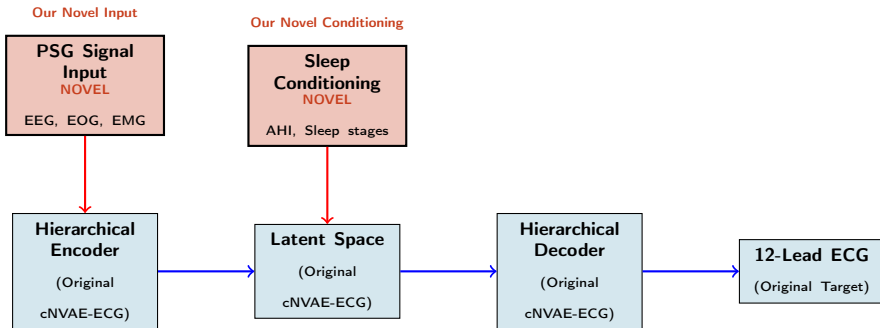 Our Novel Input
PSG Signal
Input
NOVEL
EEG, EOG, EMG
Our Novel Conditioning
Sleep
Conditioning
NOVEL
AHI, Sleep stages
Hierarchical
Encoder
(Original
cNVAE-ECG)
Latent Space
(Original
cNVAE-ECG)
Hierarchical
Decoder
(Original
cNVAE-ECG)
12-Lead ECG
(Original Target)